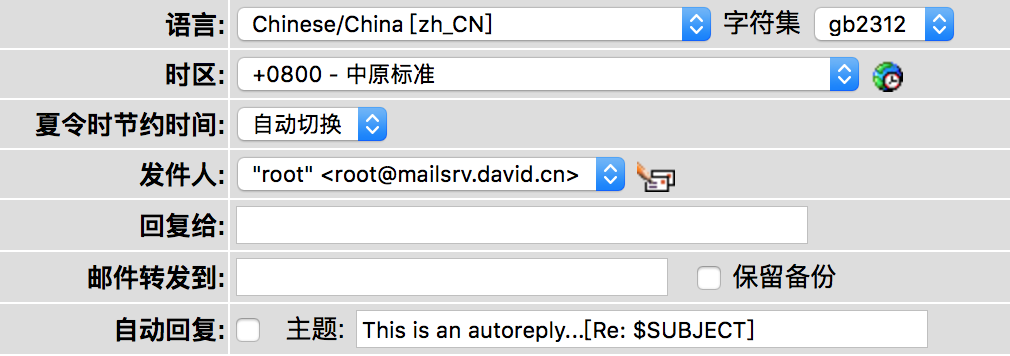 语言: Chinese/China [zh_CN] 字符集 gb2312
时区: +0800 - 中原标准
夏令时节约时间: 自动切换
发件人: "root" <root@mailsrv.david.cn>
回复给:
邮件转发到: 保留备份
自动回复: 主题: This is an autoreply...[Re: $SUBJECT]